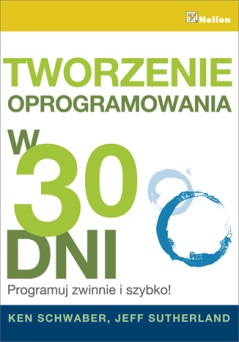 Helion
TWORZENIE
OPROGRAMOWANIA
W
30
DNI
Programuj zwinnie i szybko!
KEN SCHWABER, JEFF SUTHERLAND